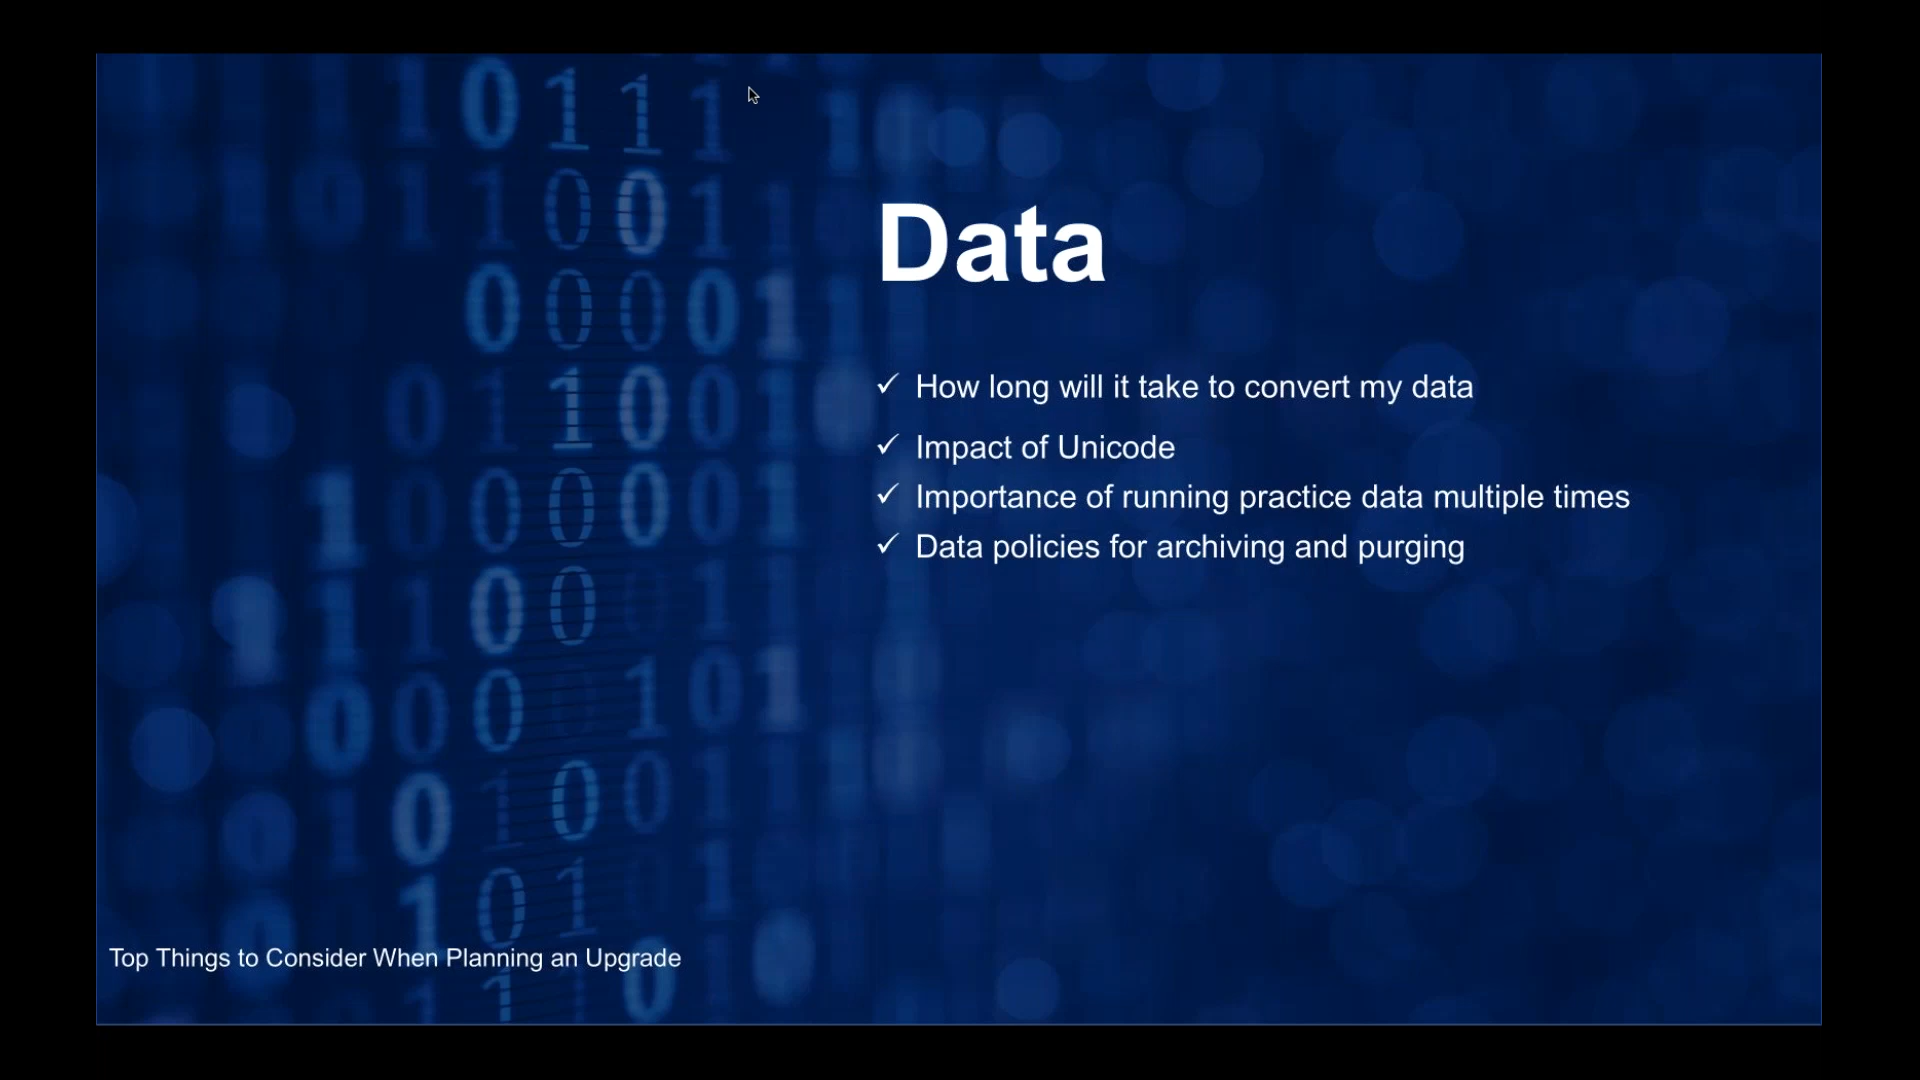 Data
✓ How long will it take to convert my data
✓ Impact of Unicode
✓ Importance of running practice data multiple times
✓ Data policies for archiving and purging
Top Things to Consider When Planning an Upgrade